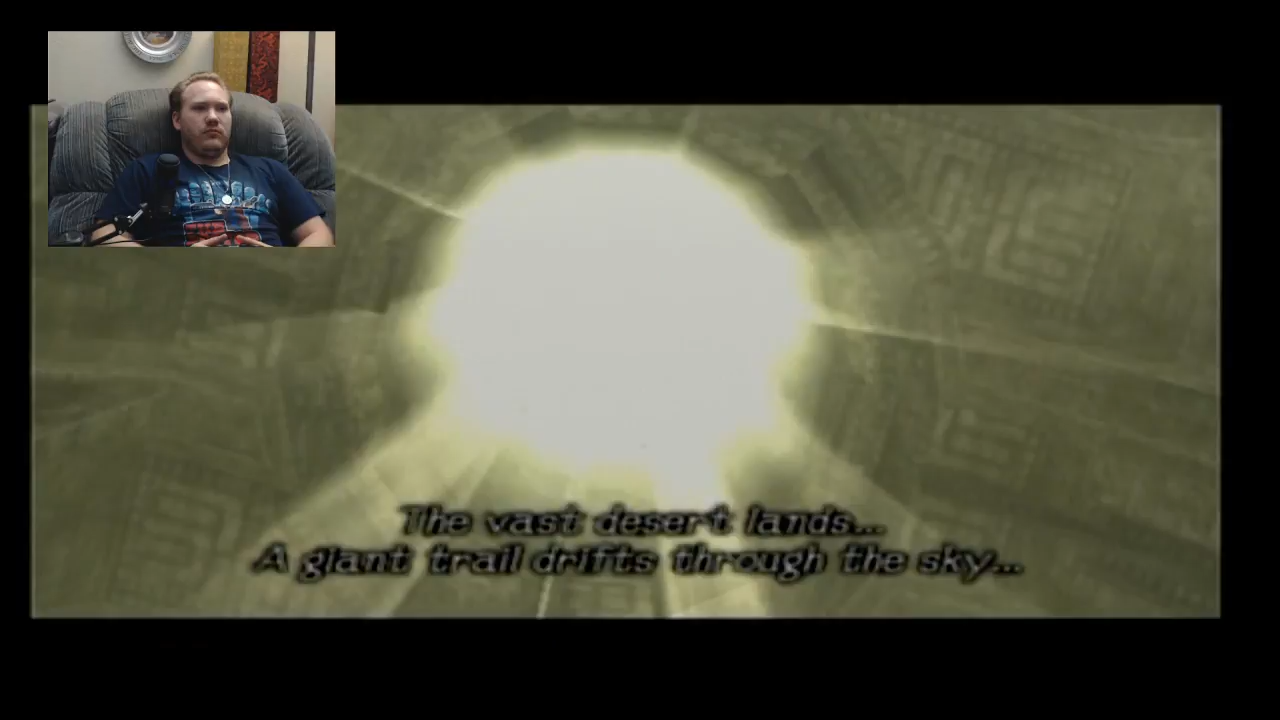 The vast desert lands...
A giant trail drifts through the sky...